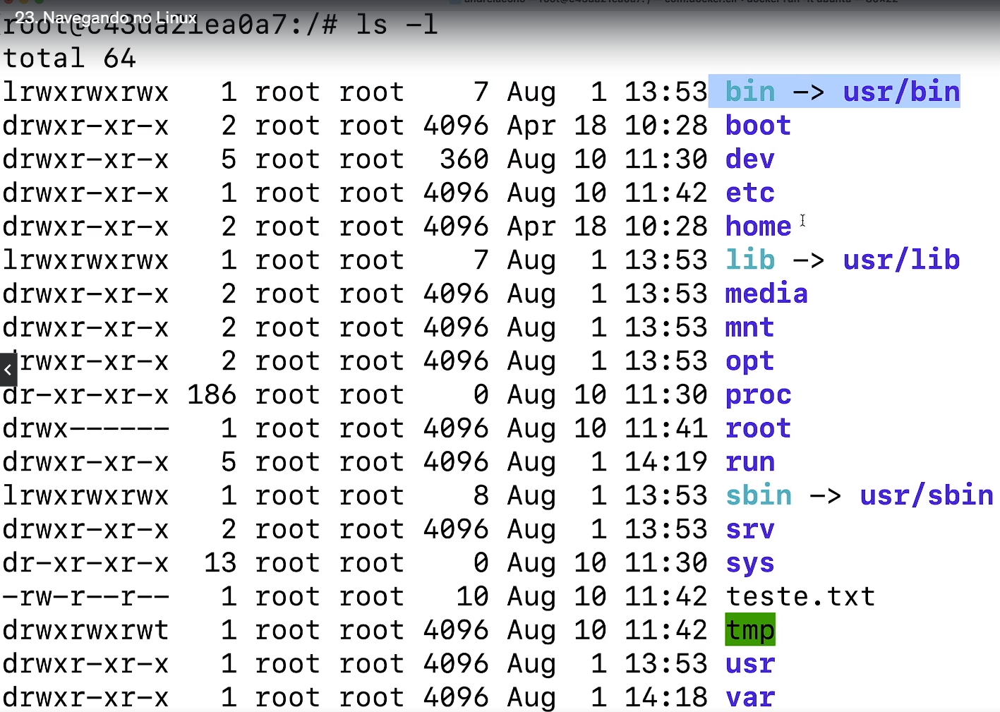 23. Navegando no Linux
root@c43da21ea0a7:/# ls -l
total 64
lrwxrwxrwx   1 root root    7 Aug  1 13:53 bin -> usr/bin
drwxr-xr-x   2 root root 4096 Apr 18 10:28 boot
drwxr-xr-x   5 root root  360 Aug 10 11:30 dev
drwxr-xr-x   1 root root 4096 Aug 10 11:42 etc
drwxr-xr-x   2 root root 4096 Apr 18 10:28 home
lrwxrwxrwx   1 root root    7 Aug  1 13:53 lib -> usr/lib
drwxr-xr-x   2 root root 4096 Aug  1 13:53 media
drwxr-xr-x   2 root root 4096 Aug  1 13:53 mnt
drwxr-xr-x   2 root root 4096 Aug  1 13:53 opt
dr-xr-xr-x 186 root root    0 Aug 10 11:30 proc
drwx------   1 root root 4096 Aug 10 11:41 root
drwxr-xr-x   5 root root 4096 Aug  1 14:19 run
lrwxrwxrwx   1 root root    8 Aug  1 13:53 sbin -> usr/sbin
drwxr-xr-x   2 root root 4096 Aug  1 13:53 srv
dr-xr-xr-x  13 root root    0 Aug 10 11:30 sys
-rw-r--r--   1 root root   10 Aug 10 11:42 teste.txt
drwxrwxrwt   1 root root 4096 Aug 10 11:42 tmp
drwxr-xr-x   1 root root 4096 Aug  1 13:53 usr
drwxr-xr-x   1 root root 4096 Aug  1 14:18 var